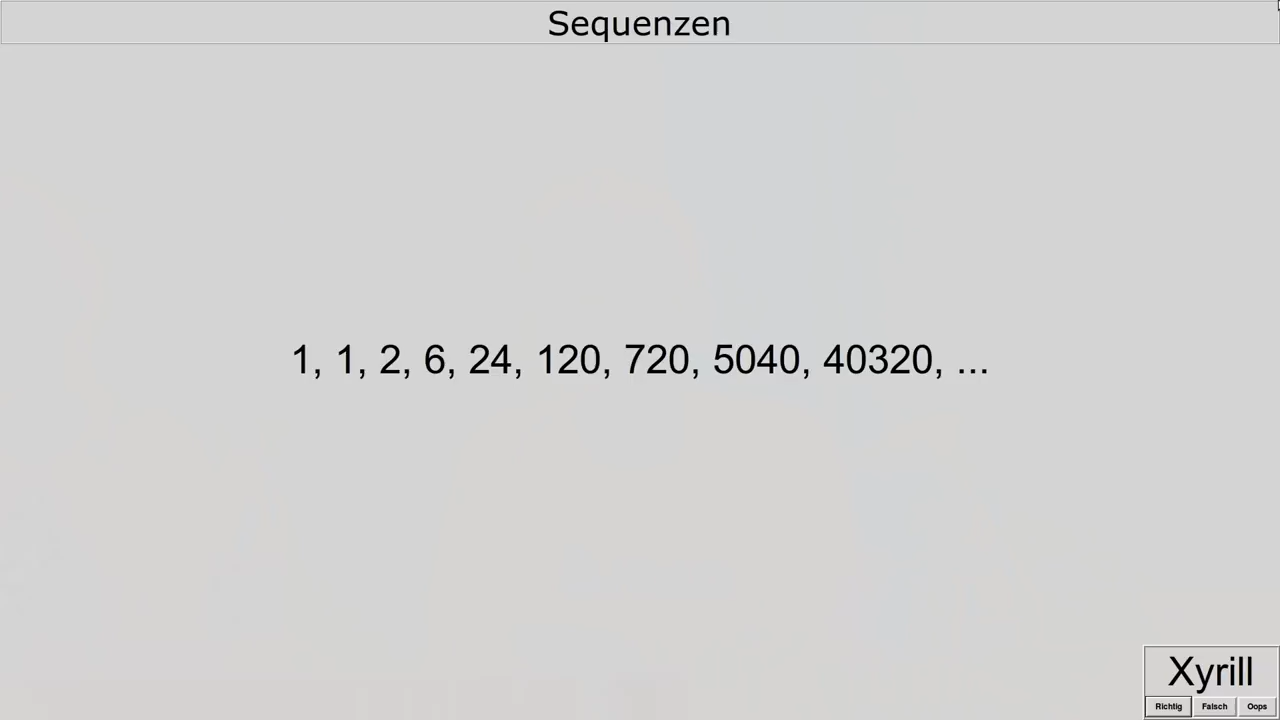 Sequenzen
1, 1, 2, 6, 24, 120, 720, 5040, 40320, ...
Xyrill
Richtig Falsch Oops